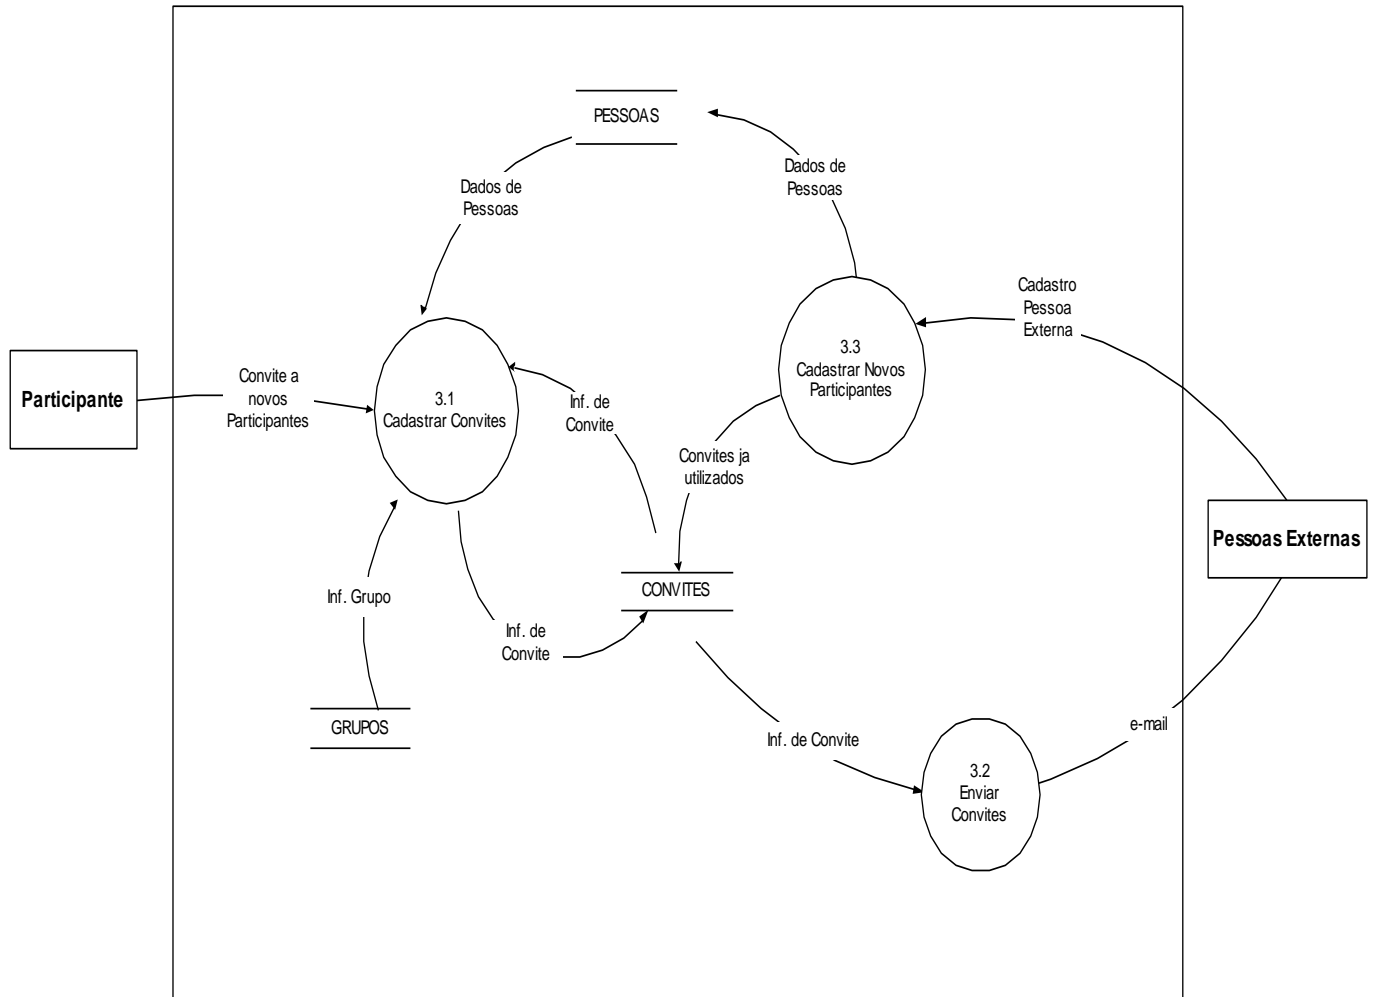 PESSOAS
Dados de
Pessoas
Dados de
Pessoas
Cadastro
Pessoa
Externa
3.3
Cadastrar Novos
Participantes
Participante
Convite a
novos
Participantes
3.1
Cadastrar Convites
Inf. de
Convite
Convites ja
utilizados
Pessoas Externas
CONVITES
Inf. Grupo
Inf. de
Convite
GRUPOS
Inf. de Convite
e-mail
3.2
Enviar
Convites